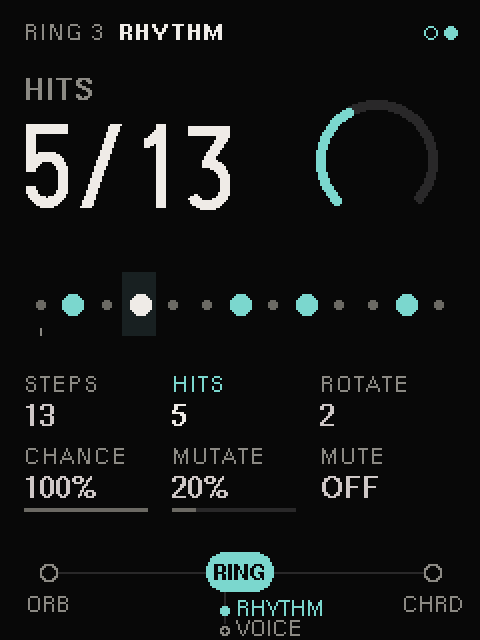 RING 3 RHYTHM
HITS
5/13
STEPS HITS ROTATE
13 5 2
CHANCE MUTATE MUTE
100% 20% OFF
RING
ORB CHRD
RHYTHM
VOICE